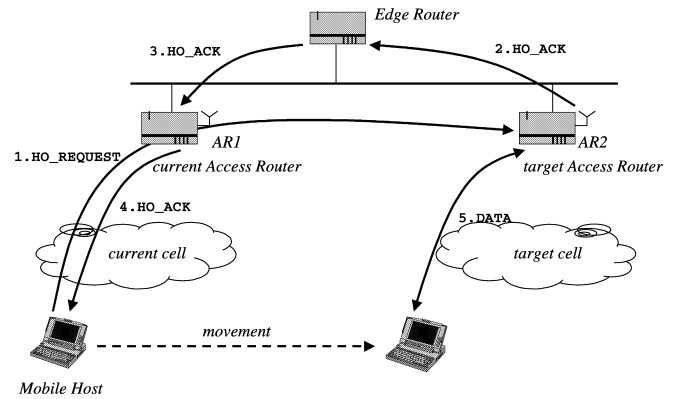 Edge Router
3.HO_ACK
2.HO_ACK
AR1
AR2
1.HO_REQUEST
current Access Router
target Access Router
4.HO_ACK
5.DATA
current cell
target cell
movement
Mobile Host